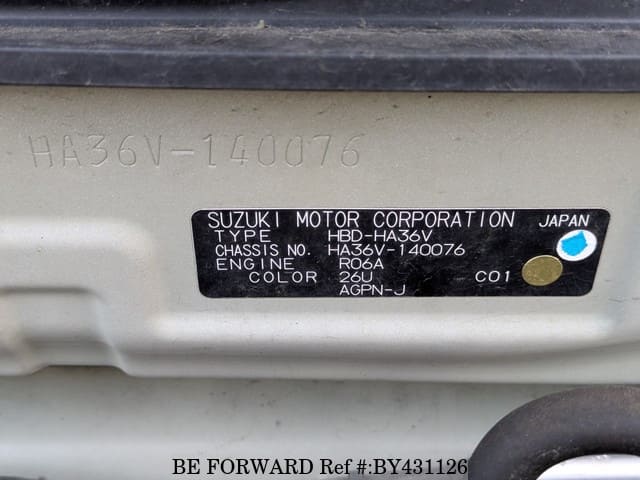 HA36V-140076
SUZUKI MOTOR CORPORATION JAPAN
TYPE HBD-HA36V
CHASSIS NO. HA36V-140076
ENGINE R06A
COLOR 26U C01
AGPN-J
BE FORWARD Ref #:BY431126